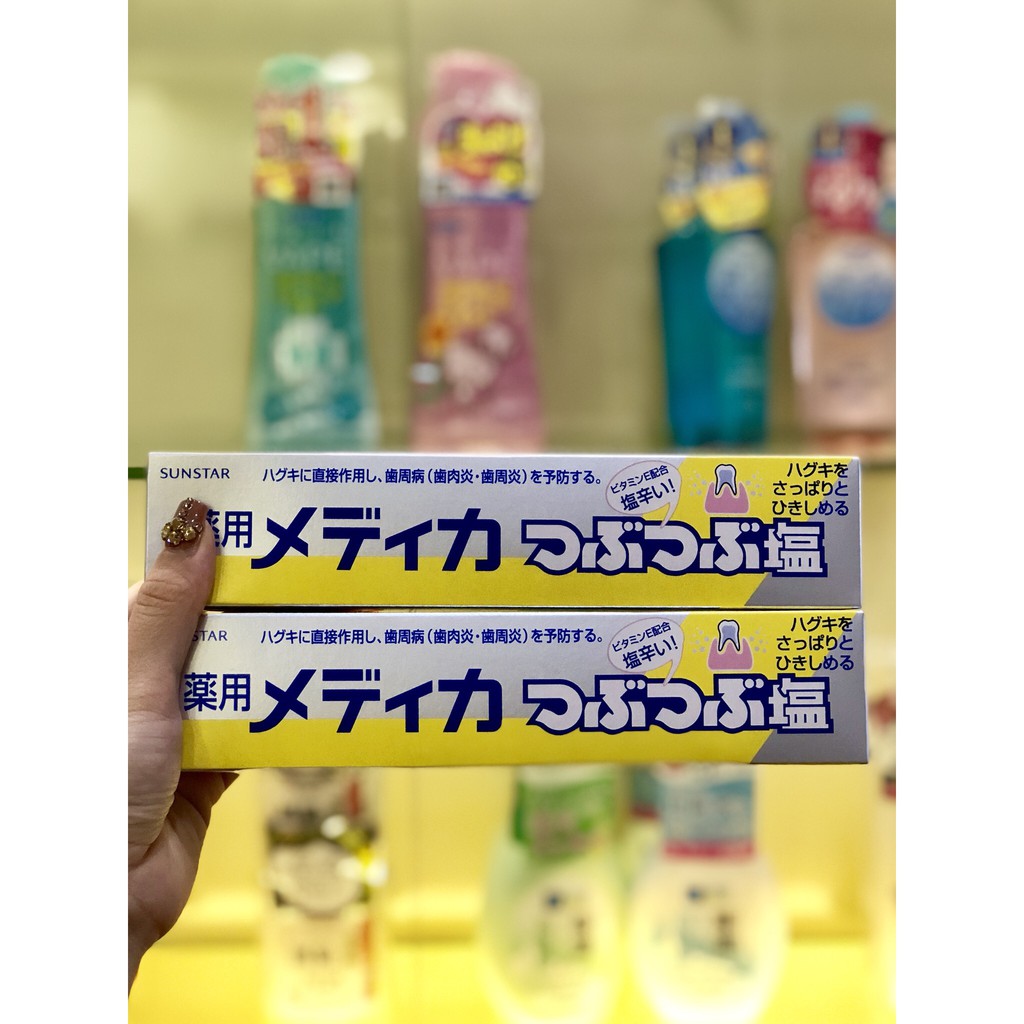 SUNSTAR
ハグキに直接作用し、歯周病(歯肉炎・歯周炎)を予防する。
ビタミンE配合
塩辛い!
ハグキを
さっぱりと
ひきしめる
薬用メディカ つぶつぶ塩
STAR
ハグキに直接作用し、歯周病(歯肉炎・歯周炎)を予防する。
ビタミンE配合
塩辛い!
ハグキを
さっぱりと
ひきしめる
薬用メディカ つぶつぶ塩